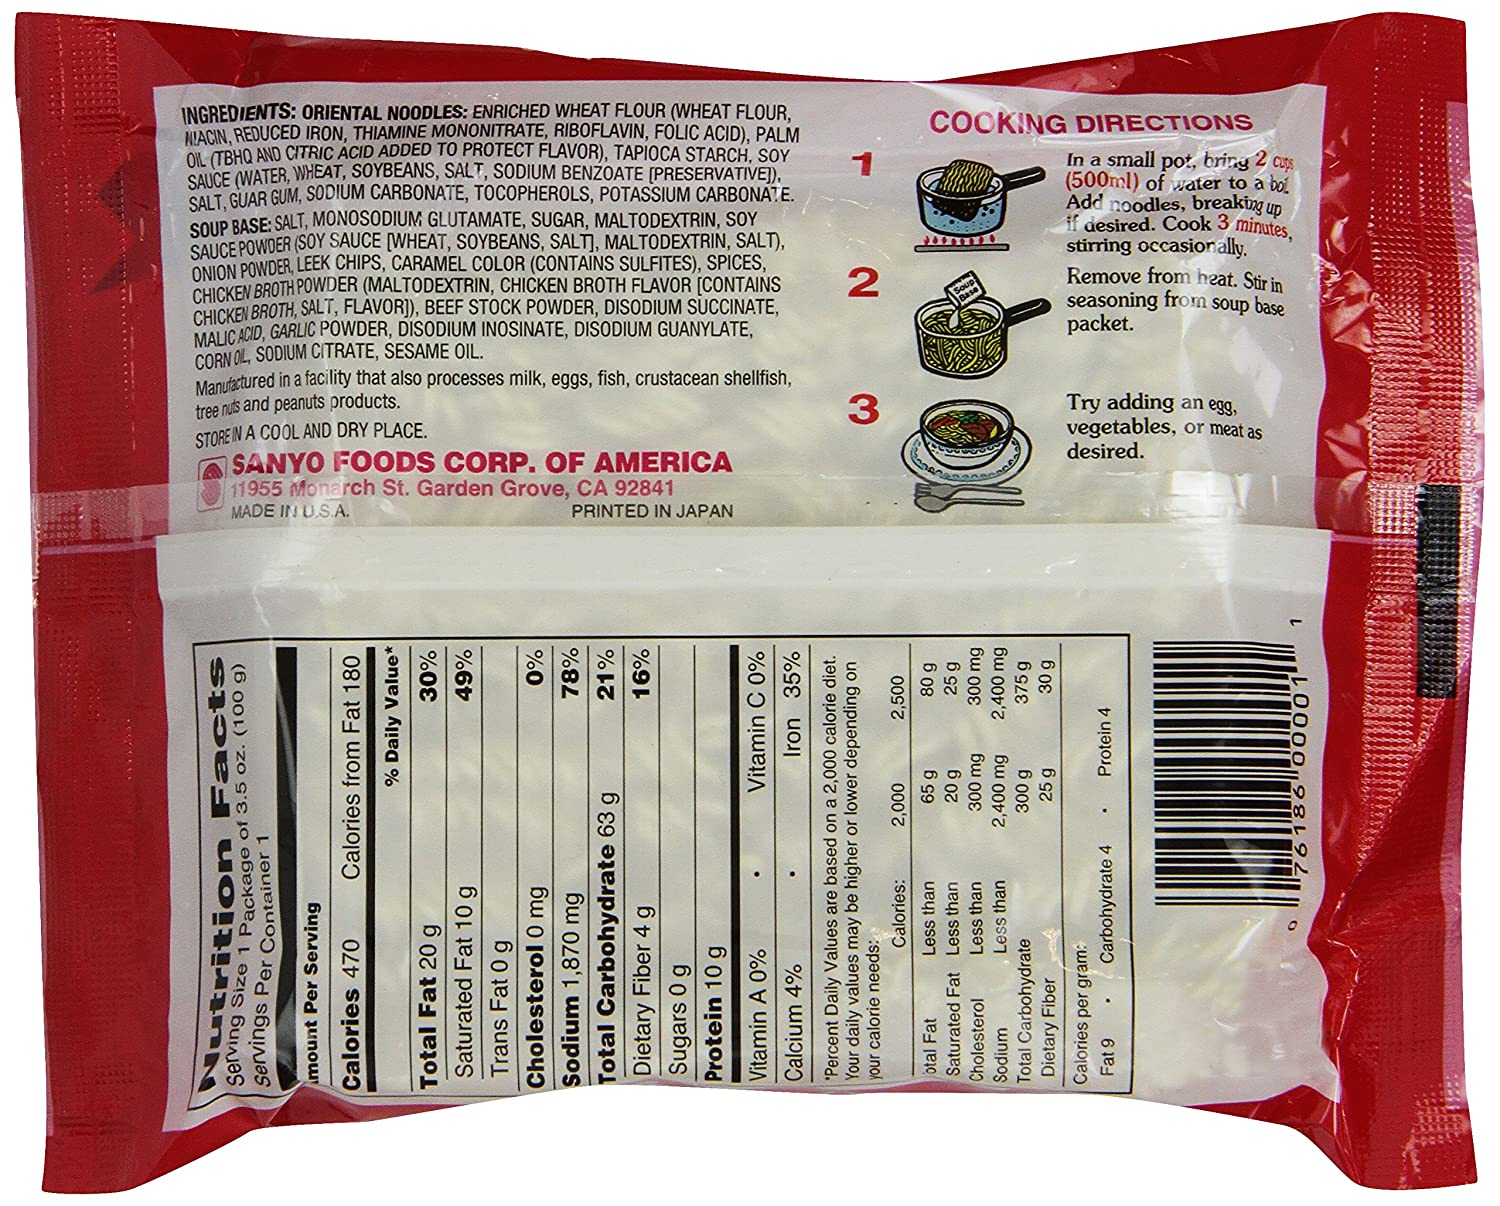 INGREDIENTS: ORIENTAL NOODLES: ENRICHED WHEAT FLOUR (WHEAT FLOUR,
NIACIN, REDUCED IRON, THIAMINE MONONITRATE, RIBOFLAVIN, FOLIC ACID), PALM
OIL (TBHQ AND CITRIC ACID ADDED TO PROTECT FLAVOR), TAPIOCA STARCH, SOY
SAUCE (WATER, WHEAT, SOYBEANS, SALT, SODIUM BENZOATE [PRESERVATIVE]),
SALT, GUAR GUM, SODIUM CARBONATE, TOCOPHEROLS, POTASSIUM CARBONATE.
SOUP BASE: SALT, MONOSODIUM GLUTAMATE, SUGAR, MALTODEXTRIN, SOY
SAUCE POWDER (SOY SAUCE [WHEAT, SOYBEANS, SALT], MALTODEXTRIN, SALT),
ONION POWDER, LEEK CHIPS, CARAMEL COLOR (CONTAINS SULFITES), SPICES,
CHICKEN BROTH POWDER (MALTODEXTRIN, CHICKEN BROTH FLAVOR [CONTAINS
CHICKEN BROTH, SALT, FLAVOR]), BEEF STOCK POWDER, DISODIUM SUCCINATE,
MALIC ACID, GARLIC POWDER, DISODIUM INOSINATE, DISODIUM GUANYLATE,
CORN OIL, SODIUM CITRATE, SESAME OIL.
Manufactured in a facility that also processes milk, eggs, fish, crustacean shellfish,
tree nuts and peanuts products.
STORE IN A COOL AND DRY PLACE.
SANYO FOODS CORP. OF AMERICA
11955 Monarch St. Garden Grove, CA 92841
MADE IN U.S.A. PRINTED IN JAPAN
COOKING DIRECTIONS
1
In a small pot, bring 2 cups
(500ml) of water to a boil.
Add noodles, breaking up
if desired. Cook 3 minutes,
stirring occasionally.
2
Soup
Base
Remove from heat. Stir in
seasoning from soup base
packet.
3
Try adding an egg,
vegetables, or meat as
desired.
Nutrition Facts
Serving Size 1 Package of 3.5 oz. (100 g)
Servings Per Container 1
Amount Per Serving
Calories 470 Calories from Fat 180
% Daily Value*
Total Fat 20 g 30%
Saturated Fat 10 g 49%
Trans Fat 0 g
Cholesterol 0 mg 0%
Sodium 1,870 mg 78%
Total Carbohydrate 63 g 21%
Dietary Fiber 4 g 16%
Sugars 0 g
Protein 10 g
Vitamin A 0% • Vitamin C 0%
Calcium 4% • Iron 35%
*Percent Daily Values are based on a 2,000 calorie diet.
Your daily values may be higher or lower depending on
your calorie needs:
Calories: 2,000 2,500
Total Fat Less than 65 g 80 g
Saturated Fat Less than 20 g 25 g
Cholesterol Less than 300 mg 300 mg
Sodium Less than 2,400 mg 2,400 mg
Total Carbohydrate 300 g 375 g
Dietary Fiber 25 g 30 g
Calories per gram:
Fat 9 • Carbohydrate 4 • Protein 4
0 76186 00001 1